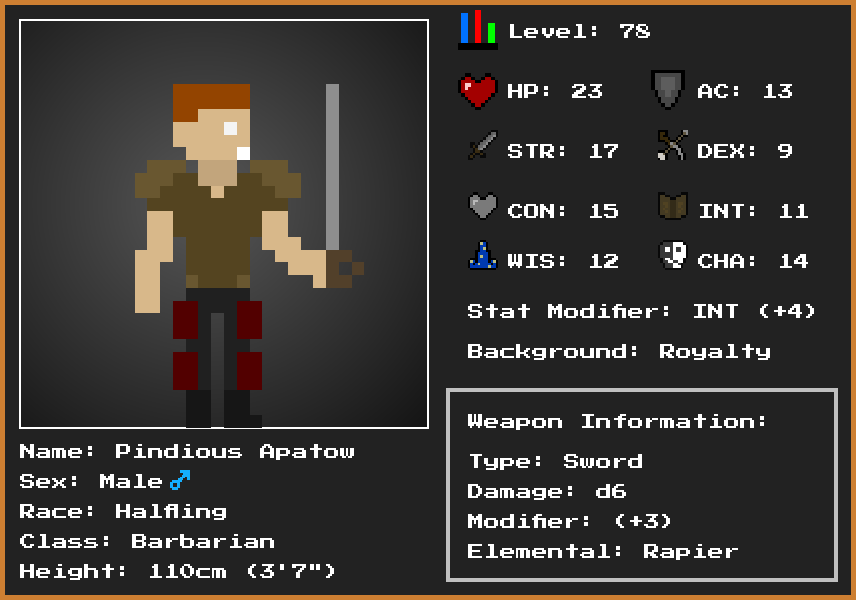 Level: 78
HP: 23 AC: 13
STR: 17 DEX: 9
CON: 15 INT: 11
WIS: 12 CHA: 14
Stat Modifier: INT (+4)
Background: Royalty
Weapon Information:
Type: Sword
Damage: d6
Modifier: (+3)
Elemental: Rapier
Name: Pindious Apatow
Sex: Male ♂
Race: Halfling
Class: Barbarian
Height: 110cm (3'7")